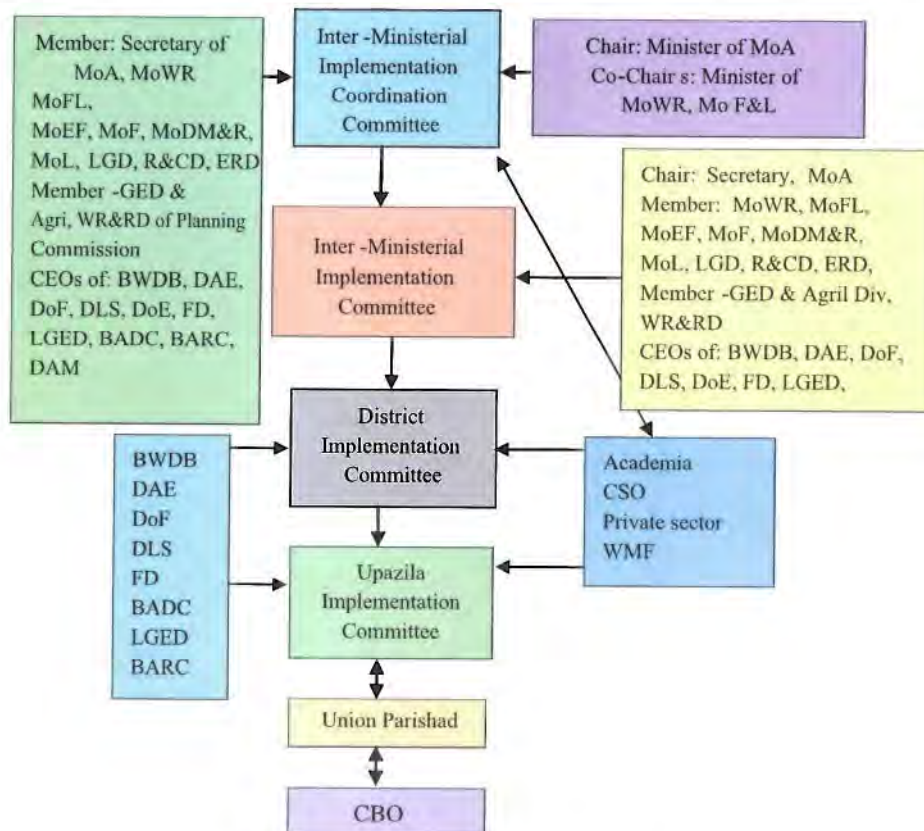 Member: Secretary of
MoA, MoWR
MoFL,
MoEF, MoF, MoDM&R,
MoL, LGD, R&CD, ERD
Member -GED &
Agri, WR&RD of Planning
Commission
CEOs of: BWDB, DAE,
DoF, DLS, DoE, FD,
LGED, BADC, BARC,
DAM
Inter -Ministerial
Implementation
Coordination
Committee
Chair: Minister of MoA
Co-Chair s: Minister of
MoWR, Mo F&L
Inter -Ministerial
Implementation
Committee
Chair: Secretary, MoA
Member: MoWR, MoFL,
MoEF, MoF, MoDM&R,
MoL, LGD, R&CD, ERD,
Member -GED & Agril Div,
WR&RD
CEOs of: BWDB, DAE, DoF,
DLS, DoE, FD, LGED,
District
Implementation
Committee
BWDB
DAE
DoF
DLS
FD
BADC
LGED
BARC
Academia
CSO
Private sector
WMF
Upazila
Implementation
Committee
Union Parishad
CBO